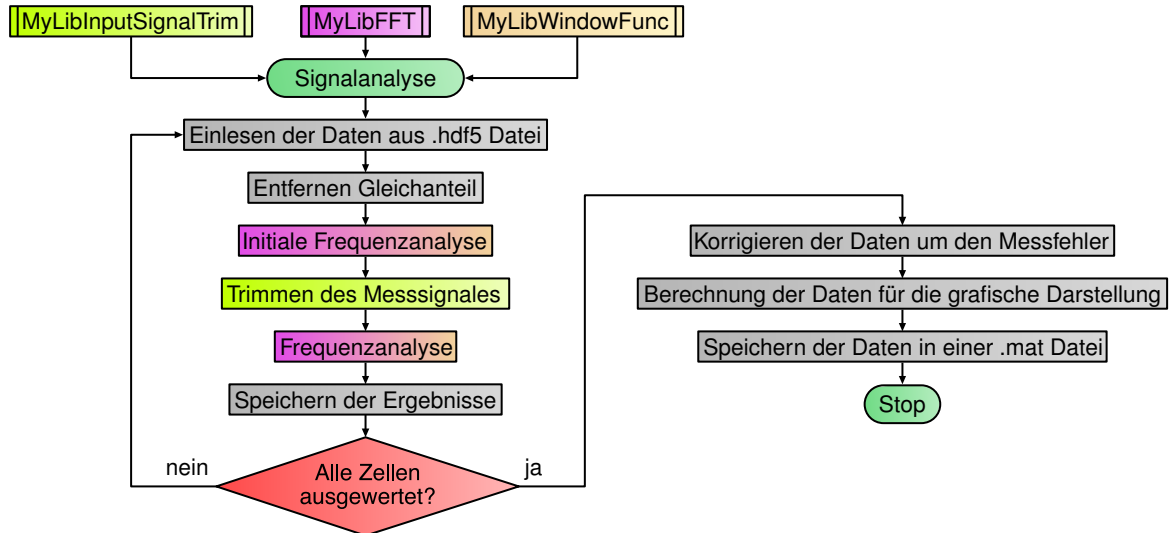 MyLibInputSignalTrim
MyLibFFT
MyLibWindowFunc
Signalanalyse
Einlesen der Daten aus .hdf5 Datei
Entfernen Gleichanteil
Initiale Frequenzanalyse
Trimmen des Messsignales
Frequenzanalyse
Speichern der Ergebnisse
Alle Zellen
ausgewertet?
nein
ja
Korrigieren der Daten um den Messfehler
Berechnung der Daten für die grafische Darstellung
Speichern der Daten in einer .mat Datei
Stop